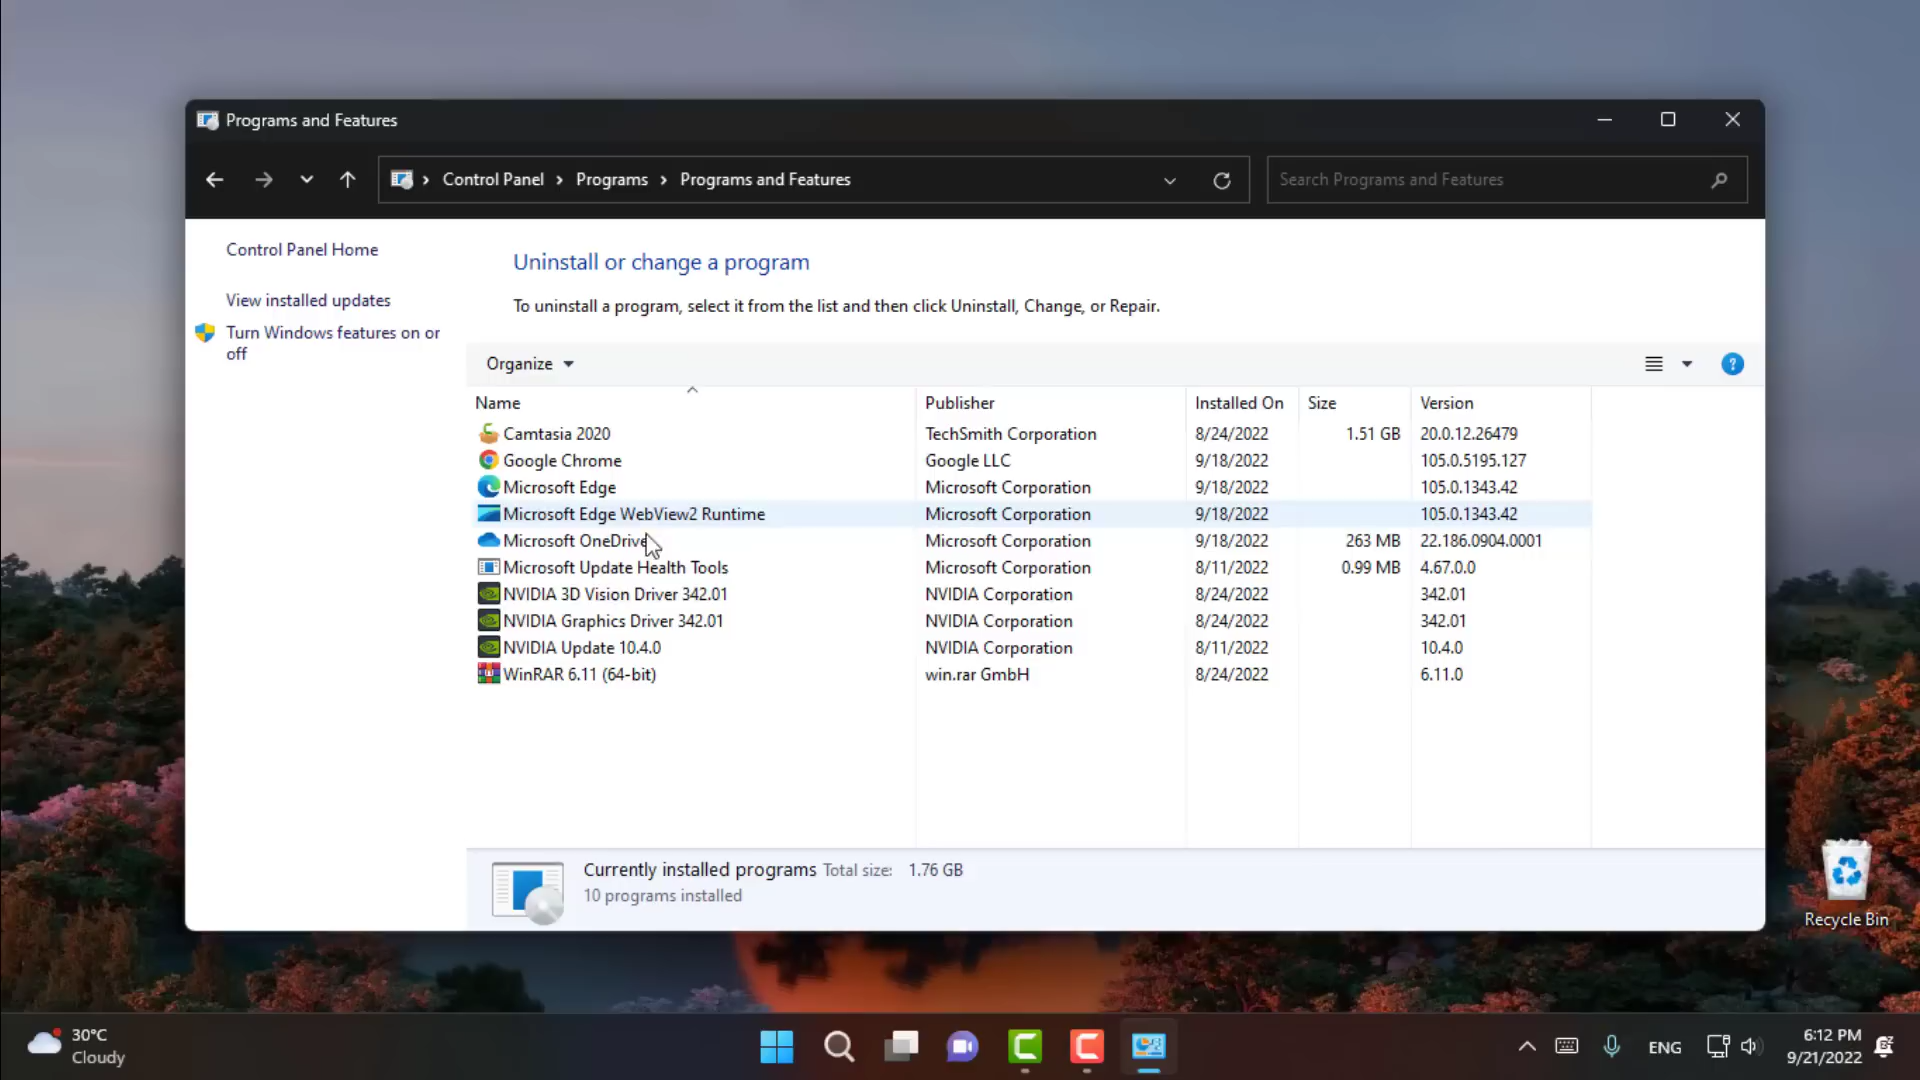 Programs and Features
Control Panel Programs Programs and Features
Search Programs and Features
Control Panel Home
View installed updates
Turn Windows features on or
off
Uninstall or change a program
To uninstall a program, select it from the list and then click Uninstall, Change, or Repair.
Organize
?
Name Publisher Installed On Size Version
Camtasia 2020 TechSmith Corporation 8/24/2022 1.51 GB 20.0.12.26479
Google Chrome Google LLC 9/18/2022 105.0.5195.127
Microsoft Edge Microsoft Corporation 9/18/2022 105.0.1343.42
Microsoft Edge WebView2 Runtime Microsoft Corporation 9/18/2022 105.0.1343.42
Microsoft OneDrive Microsoft Corporation 9/18/2022 263 MB 22.186.0904.0001
Microsoft Update Health Tools Microsoft Corporation 8/11/2022 0.99 MB 4.67.0.0
NVIDIA 3D Vision Driver 342.01 NVIDIA Corporation 8/24/2022 342.01
NVIDIA Graphics Driver 342.01 NVIDIA Corporation 8/24/2022 342.01
NVIDIA Update 10.4.0 NVIDIA Corporation 8/11/2022 10.4.0
WinRAR 6.11 (64-bit) win.rar GmbH 8/24/2022 6.11.0
Currently installed programs Total size: 1.76 GB
10 programs installed
Recycle Bin
30°C
Cloudy
ENG
6:12 PM
9/21/2022